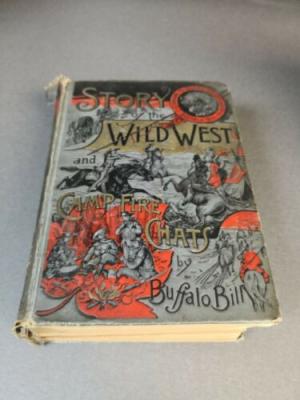 STORY
of the
WILD WEST
and
CAMP FIRE
CHATS
by
Buffalo Bill